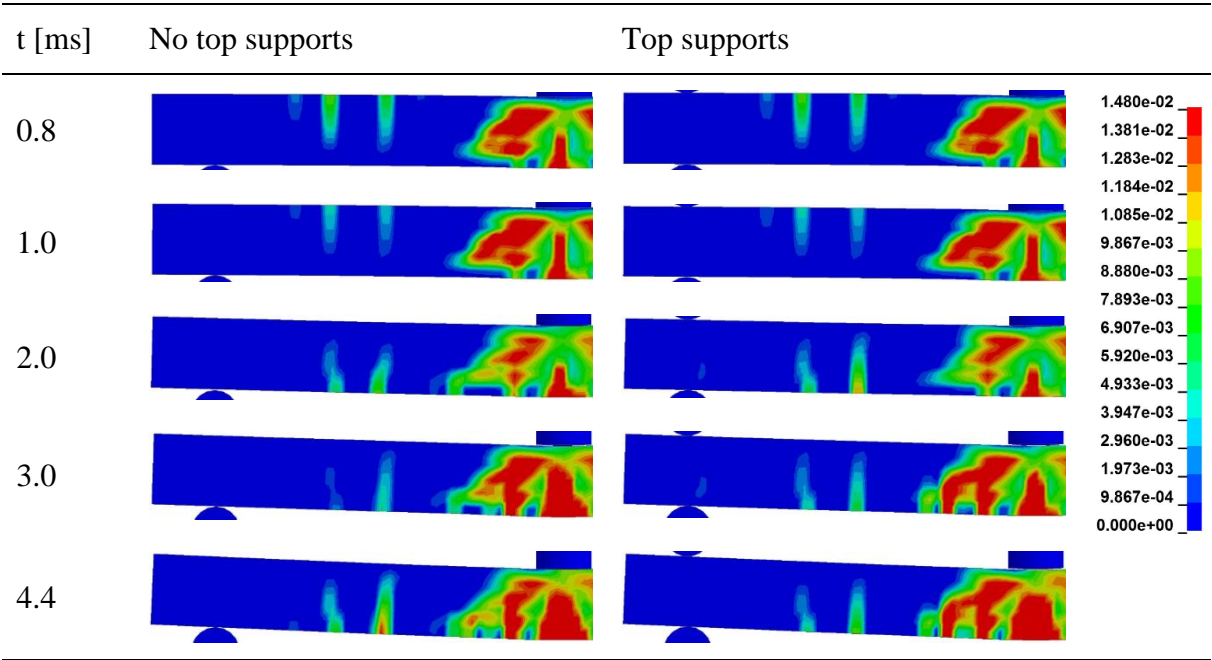 t [ms] No top supports Top supports
0.8
1.0
2.0
3.0
4.4
1.480e-02
1.381e-02
1.283e-02
1.184e-02
1.085e-02
9.867e-03
8.880e-03
7.893e-03
6.907e-03
5.920e-03
4.933e-03
3.947e-03
2.960e-03
1.973e-03
9.867e-04
0.000e+00